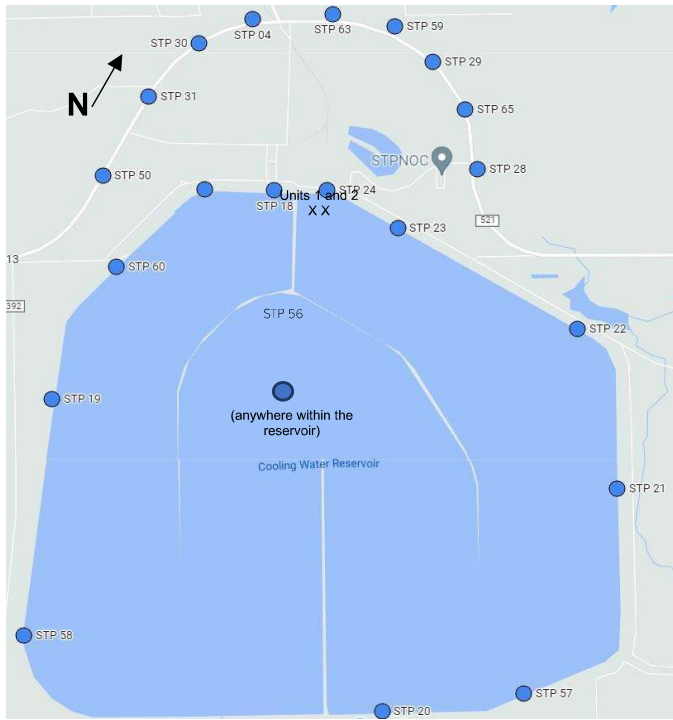 STP 63
STP 59
STP 30
STP 04
STP 29
STP 31
N
STP 65
STPNOC
STP 28
STP 50
STP 24
Units 1 and 2
STP 18
X X
521
STP 23
13
STP 60
392
STP 56
STP 22
STP 19
(anywhere within the
reservoir)
Cooling Water Reservoir
STP 21
STP 58
STP 57
STP 20